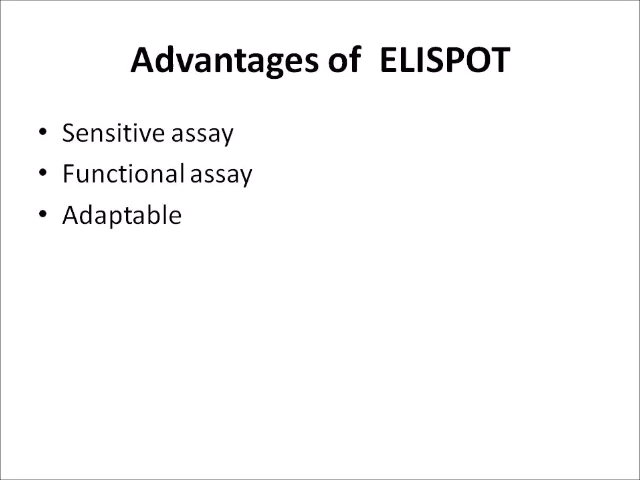 Advantages of  ELISPOT
• Sensitive assay
• Functional assay
• Adaptable